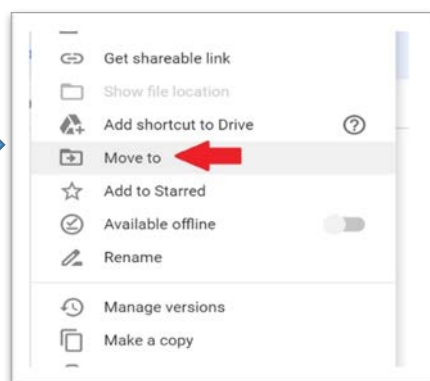 Get shareable link
Show file location
Add shortcut to Drive
Move to
Add to Starred
Available offline
Rename
Manage versions
Make a copy